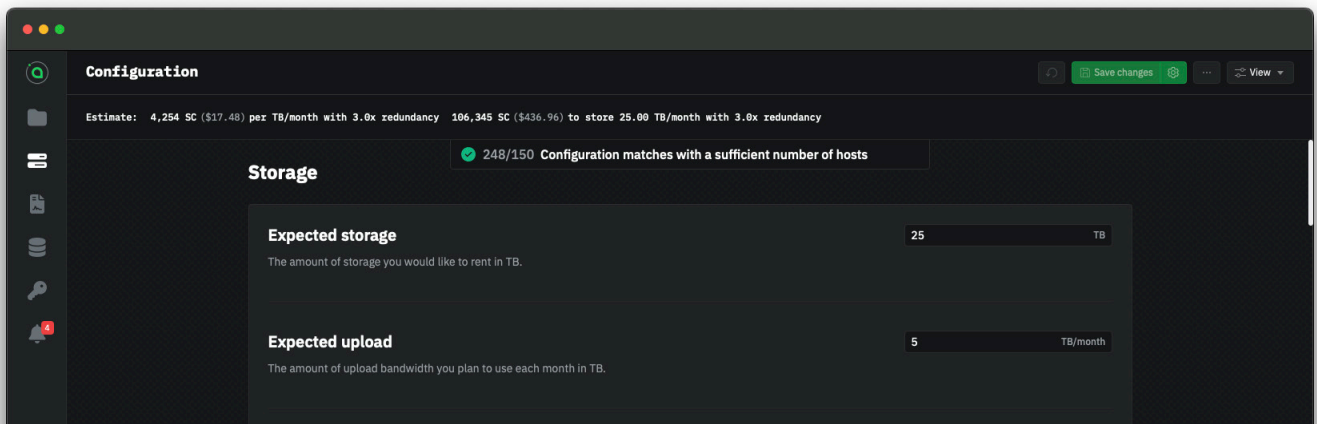 Configuration
Save changes
View
Estimate: 4,254 SC ($17.48) per TB/month with 3.0x redundancy 106,345 SC ($436.96) to store 25.00 TB/month with 3.0x redundancy
248/150 Configuration matches with a sufficient number of hosts
Storage
Expected storage
25 TB
The amount of storage you would like to rent in TB.
4
Expected upload
5 TB/month
The amount of upload bandwidth you plan to use each month in TB.